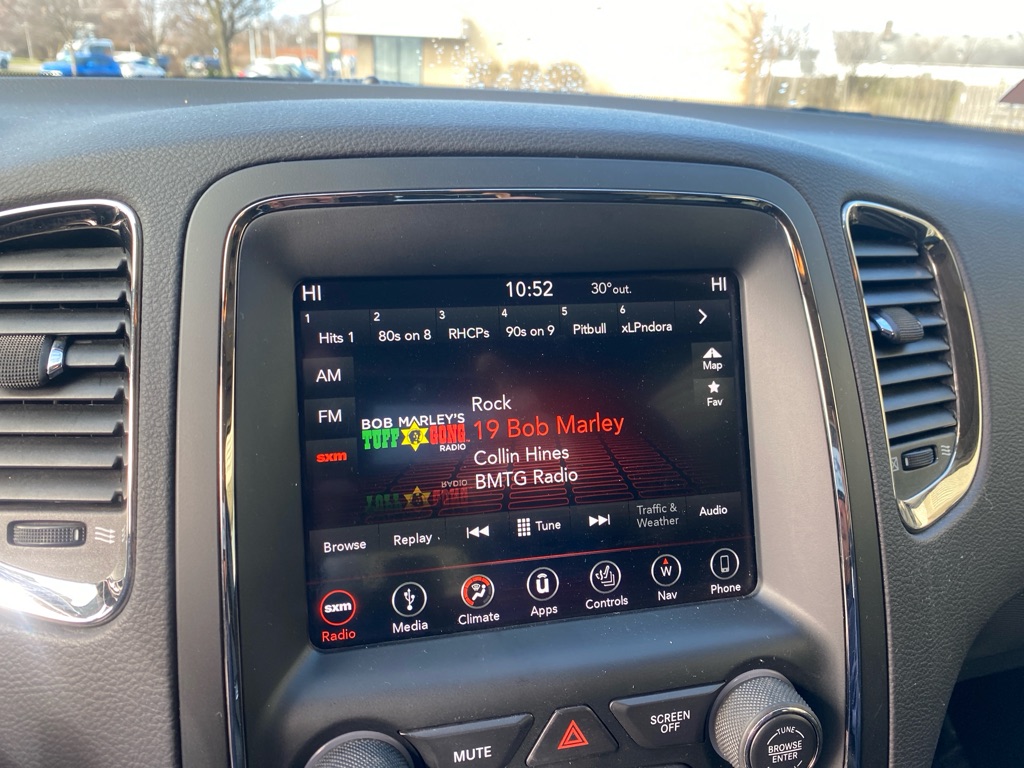 HI 10:52 30°out. HI
1 2 3 4 5 6
Hits 1 80s on 8 RHCPs 90s on 9 Pitbull xLPndora
AM
Map
FM
Fav
sxm
BOB MARLEY'S
TUFF GONG
RADIO
Rock
19 Bob Marley
Collin Hines
BMTG Radio
Browse Replay Tune Traffic & Weather Audio
sxm
Radio Media Climate Apps Controls Nav Phone
W
MUTE
SCREEN
OFF
TUNE
BROWSE
ENTER